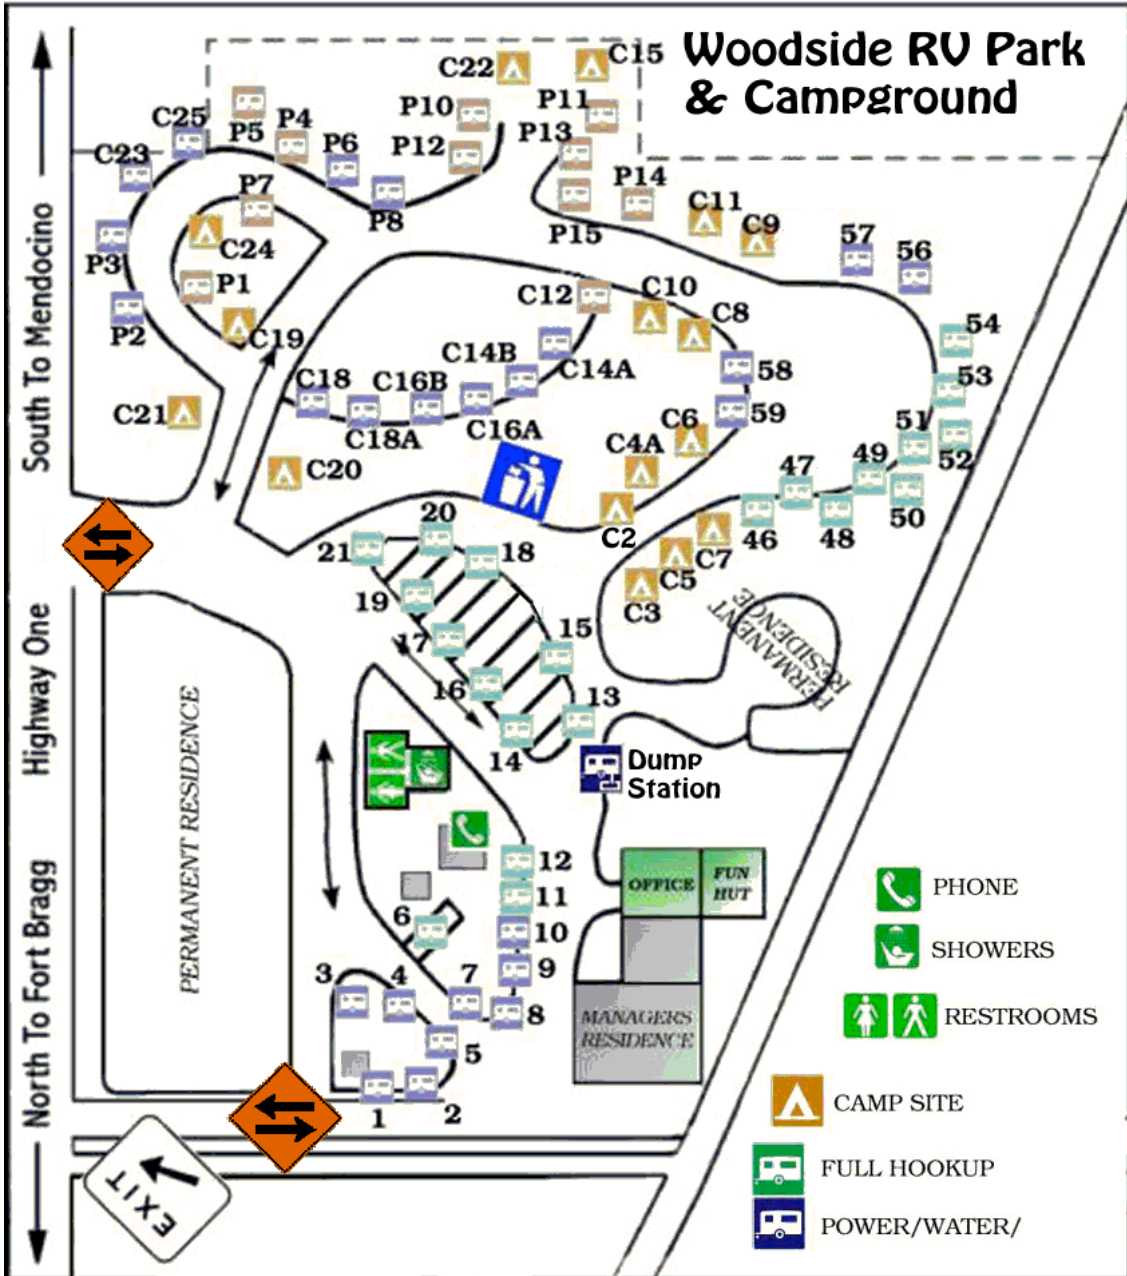 Woodside RV Park
& Campground
South To Mendocino
Highway One
North To Fort Bragg
C22
C15
P10
P11
C25
P5
P4
P12
P13
C23
P6
P7
P8
P14
C11
C9
P15
57
56
C24
P3
P1
P2
C19
C12
C10
C8
54
C14B
C14A
58
53
C18
C16B
C21
C18A
C16A
59
51
C6
C4A
52
C20
49
47
50
48
46
C2
C7
20
21
18
C5
C3
19
PERMANENT
RESIDENCE
17
15
16
13
14
Dump
Station
PERMANENT RESIDENCE
12
OFFICE
FUN
HUT
11
6
10
9
3
4
7
8
5
MANAGERS
RESIDENCE
1
2
PHONE
SHOWERS
RESTROOMS
CAMP SITE
FULL HOOKUP
POWER/WATER/
EXIT